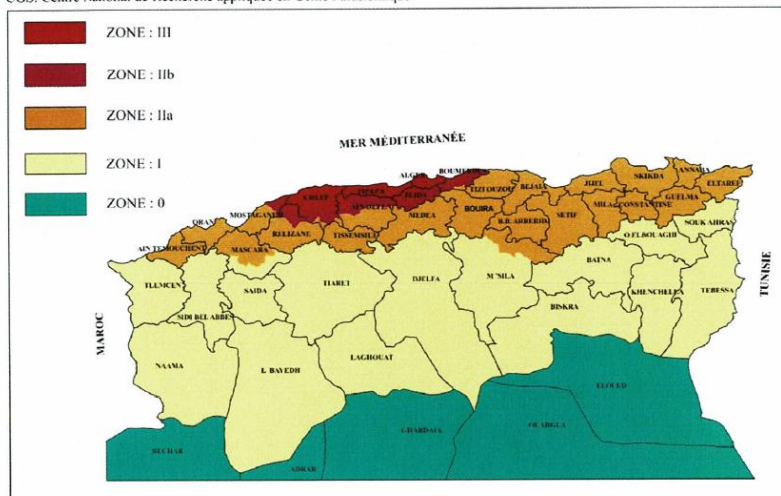 ZONE : III
ZONE : IIb
ZONE : IIa
ZONE : I
ZONE : 0
MER MÉDITERRANÉE
MAROC
TUNISIE
ALGER
BOUMERDES
TIZI OUZOU
BEJAIA
JIJEL
SKIKDA
ANNABA
EL TAREF
GUELMA
CHLEF
TIPAZA
BLIDA
AIN DEFLA
MEDEA
BOUIRA
B.B.ARRERIDJ
SETIF
MILA
CONSTANTINE
SOUK AHRAS
O EL BOUAGHI
MOSTAGANEM
ORAN
RELIZANE
TISSEMSILT
AIN TEMOUCHENT
MASCARA
TLEMCEN
SAIDA
TIARET
DJELFA
M'SILA
BATNA
KHENCHELA
TEBESSA
SIDI BEL ABBES
BISKRA
NAAMA
L BAYEDH
LAGHOUAT
EL OUED
OUARGLA
GHARDAIA
BECHAR
ADRAR